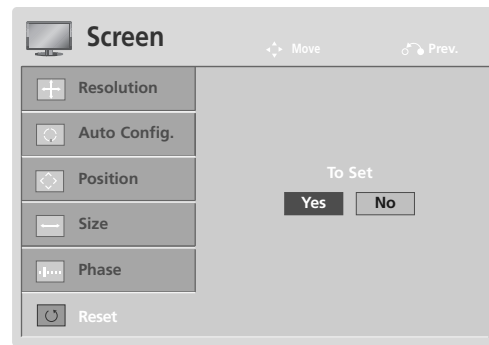 Screen
Move Prev.
Resolution
Auto Config.
Position
Size
Phase
Reset
To Set
Yes No